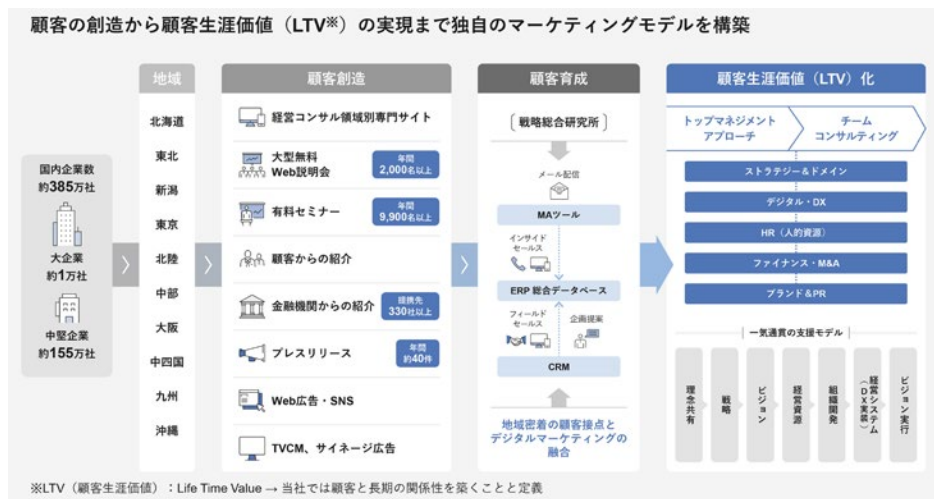 顧客の創造から顧客生涯価値（LTV※）の実現まで独自のマーケティングモデルを構築
国内企業数
約385万社
大企業
約1万社
中堅企業
約155万社
地域
北海道
東北
新潟
東京
北陸
中部
大阪
中四国
九州
沖縄
顧客創造
経営コンサル領域別専門サイト
大型無料
Web説明会
年間
2,000名以上
有料セミナー
年間
9,900名以上
顧客からの紹介
金融機関からの紹介
提携先
330社以上
プレスリリース
年間
約40件
Web広告・SNS
TVCM、サイネージ広告
顧客育成
［戦略総合研究所］
メール配信
MAツール
インサイド
セールス
ERP 総合データベース
フィールド
セールス
企画提案
CRM
地域密着の顧客接点と
デジタルマーケティングの
融合
顧客生涯価値（LTV）化
トップマネジメント
アプローチ
チーム
コンサルティング
ストラテジー＆ドメイン
デジタル・DX
HR（人的資源）
ファイナンス・M&A
ブランド＆PR
一気通貫の支援モデル
理念共有
戦略
ビジョン
経営資源
組織開発
経営システム
（DX実装）
ビジョン実行
※LTV（顧客生涯価値）：Life Time Value → 当社では顧客と長期の関係性を築くことと定義